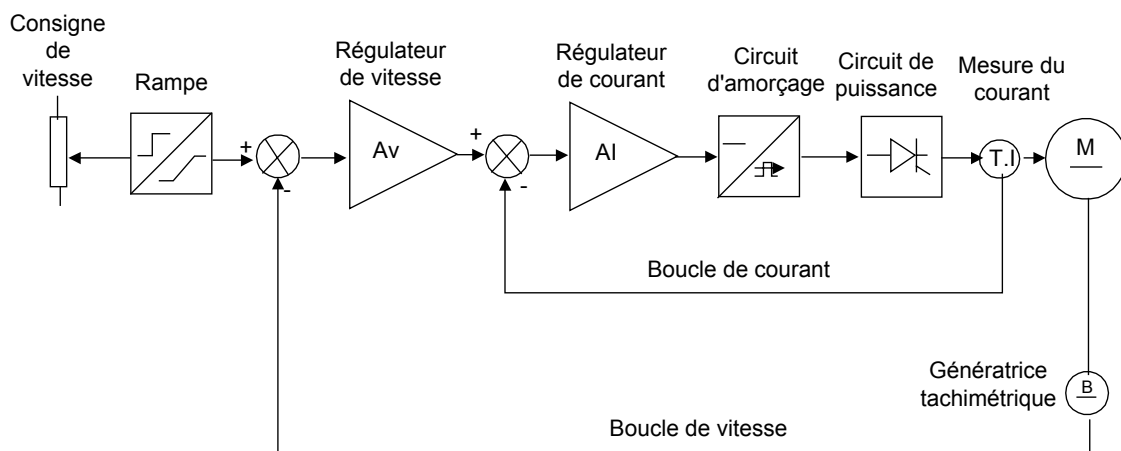 Consigne
de
vitesse
Rampe
Régulateur
de vitesse
Régulateur
de courant
Circuit
d'amorçage
Circuit de
puissance
Mesure du
courant
+
-
Av
+
-
AI
T.I
M
Boucle de courant
Génératrice
tachimétrique
B
Boucle de vitesse